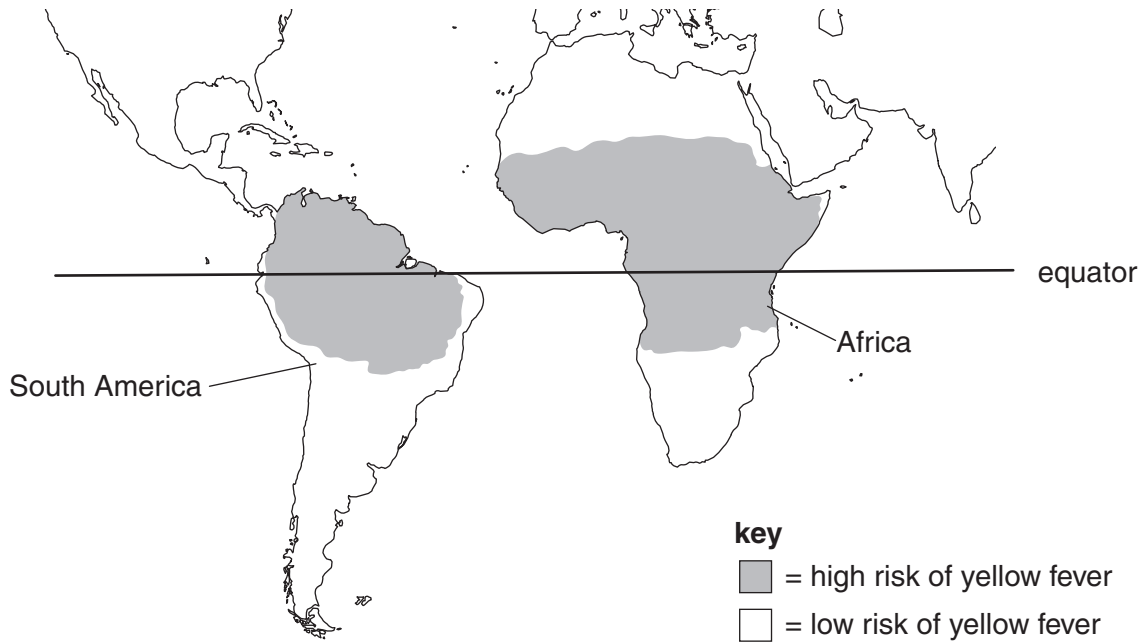 equator
Africa
South America
key
= high risk of yellow fever
= low risk of yellow fever